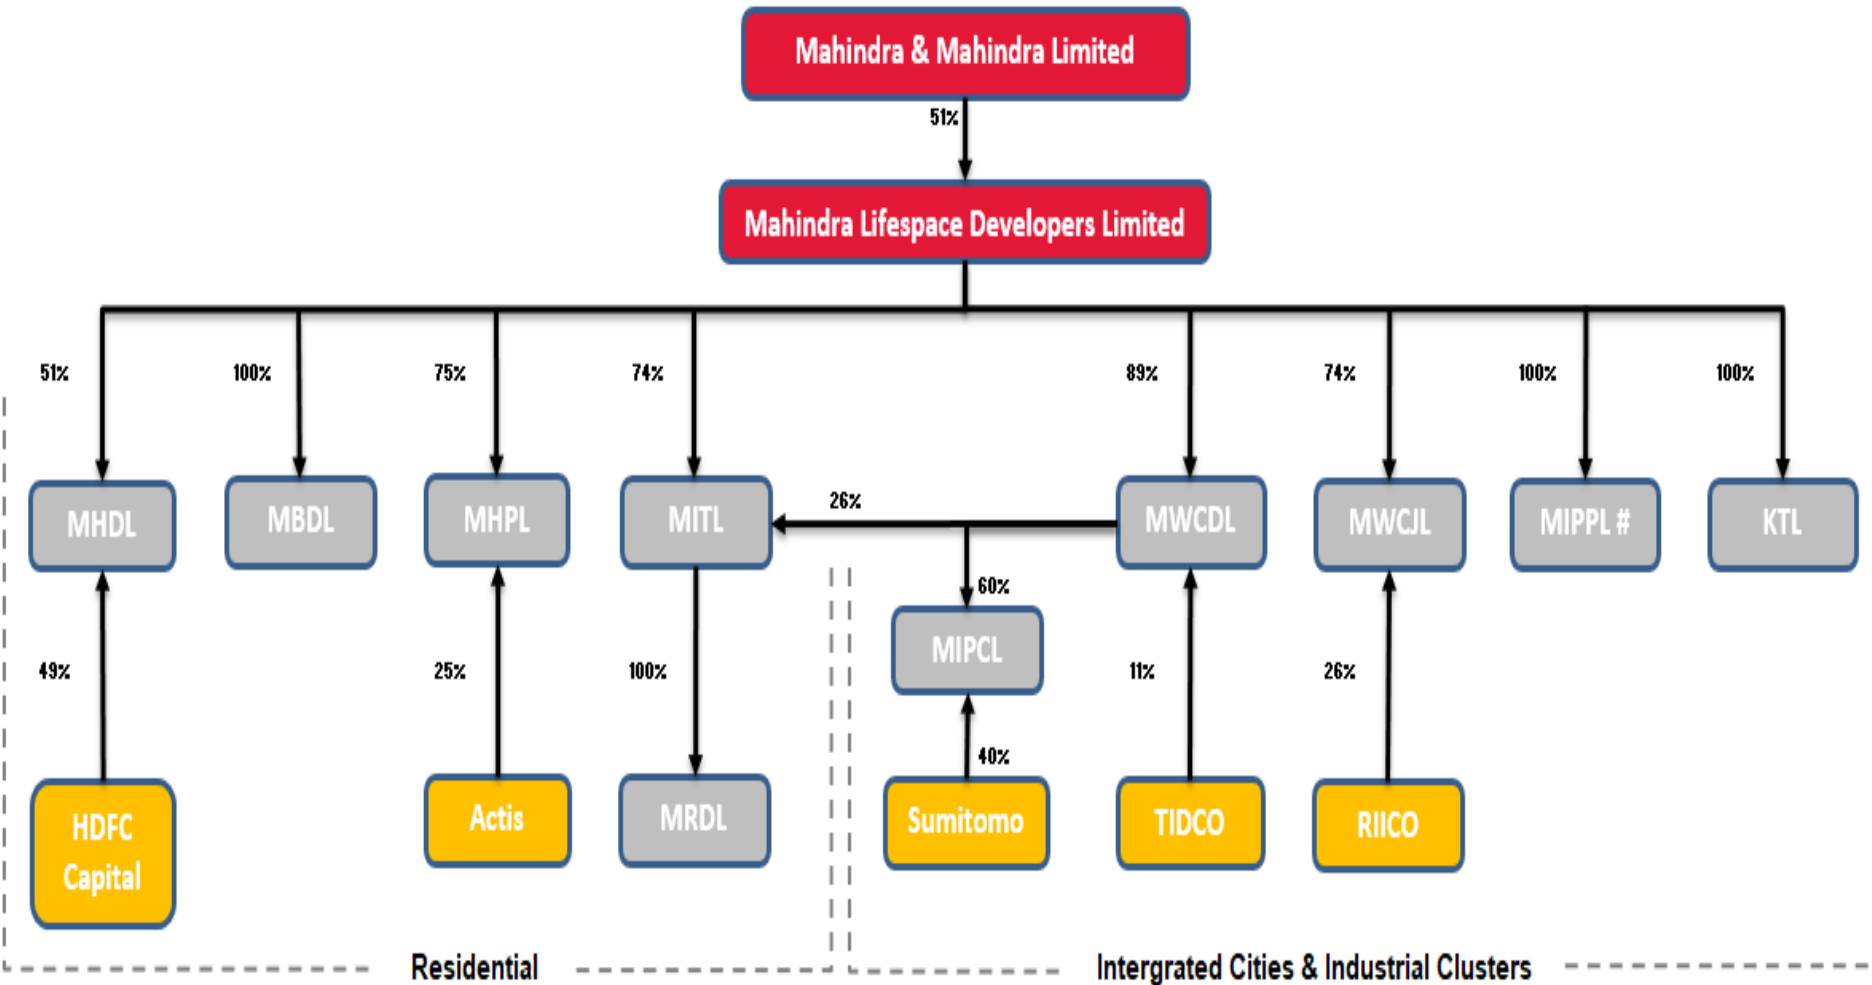 Mahindra & Mahindra Limited
51%
Mahindra Lifespace Developers Limited
51%
100%
75%
74%
89%
74%
100%
100%
MHDL
MBDL
MHPL
MITL
26%
MWCDL
MWCJL
MIPPL #
KTL
60%
MIPCL
49%
25%
100%
11%
26%
40%
HDFC
Capital
Actis
MRDL
Sumitomo
TIDCO
RIICO
Residential
Intergrated Cities & Industrial Clusters